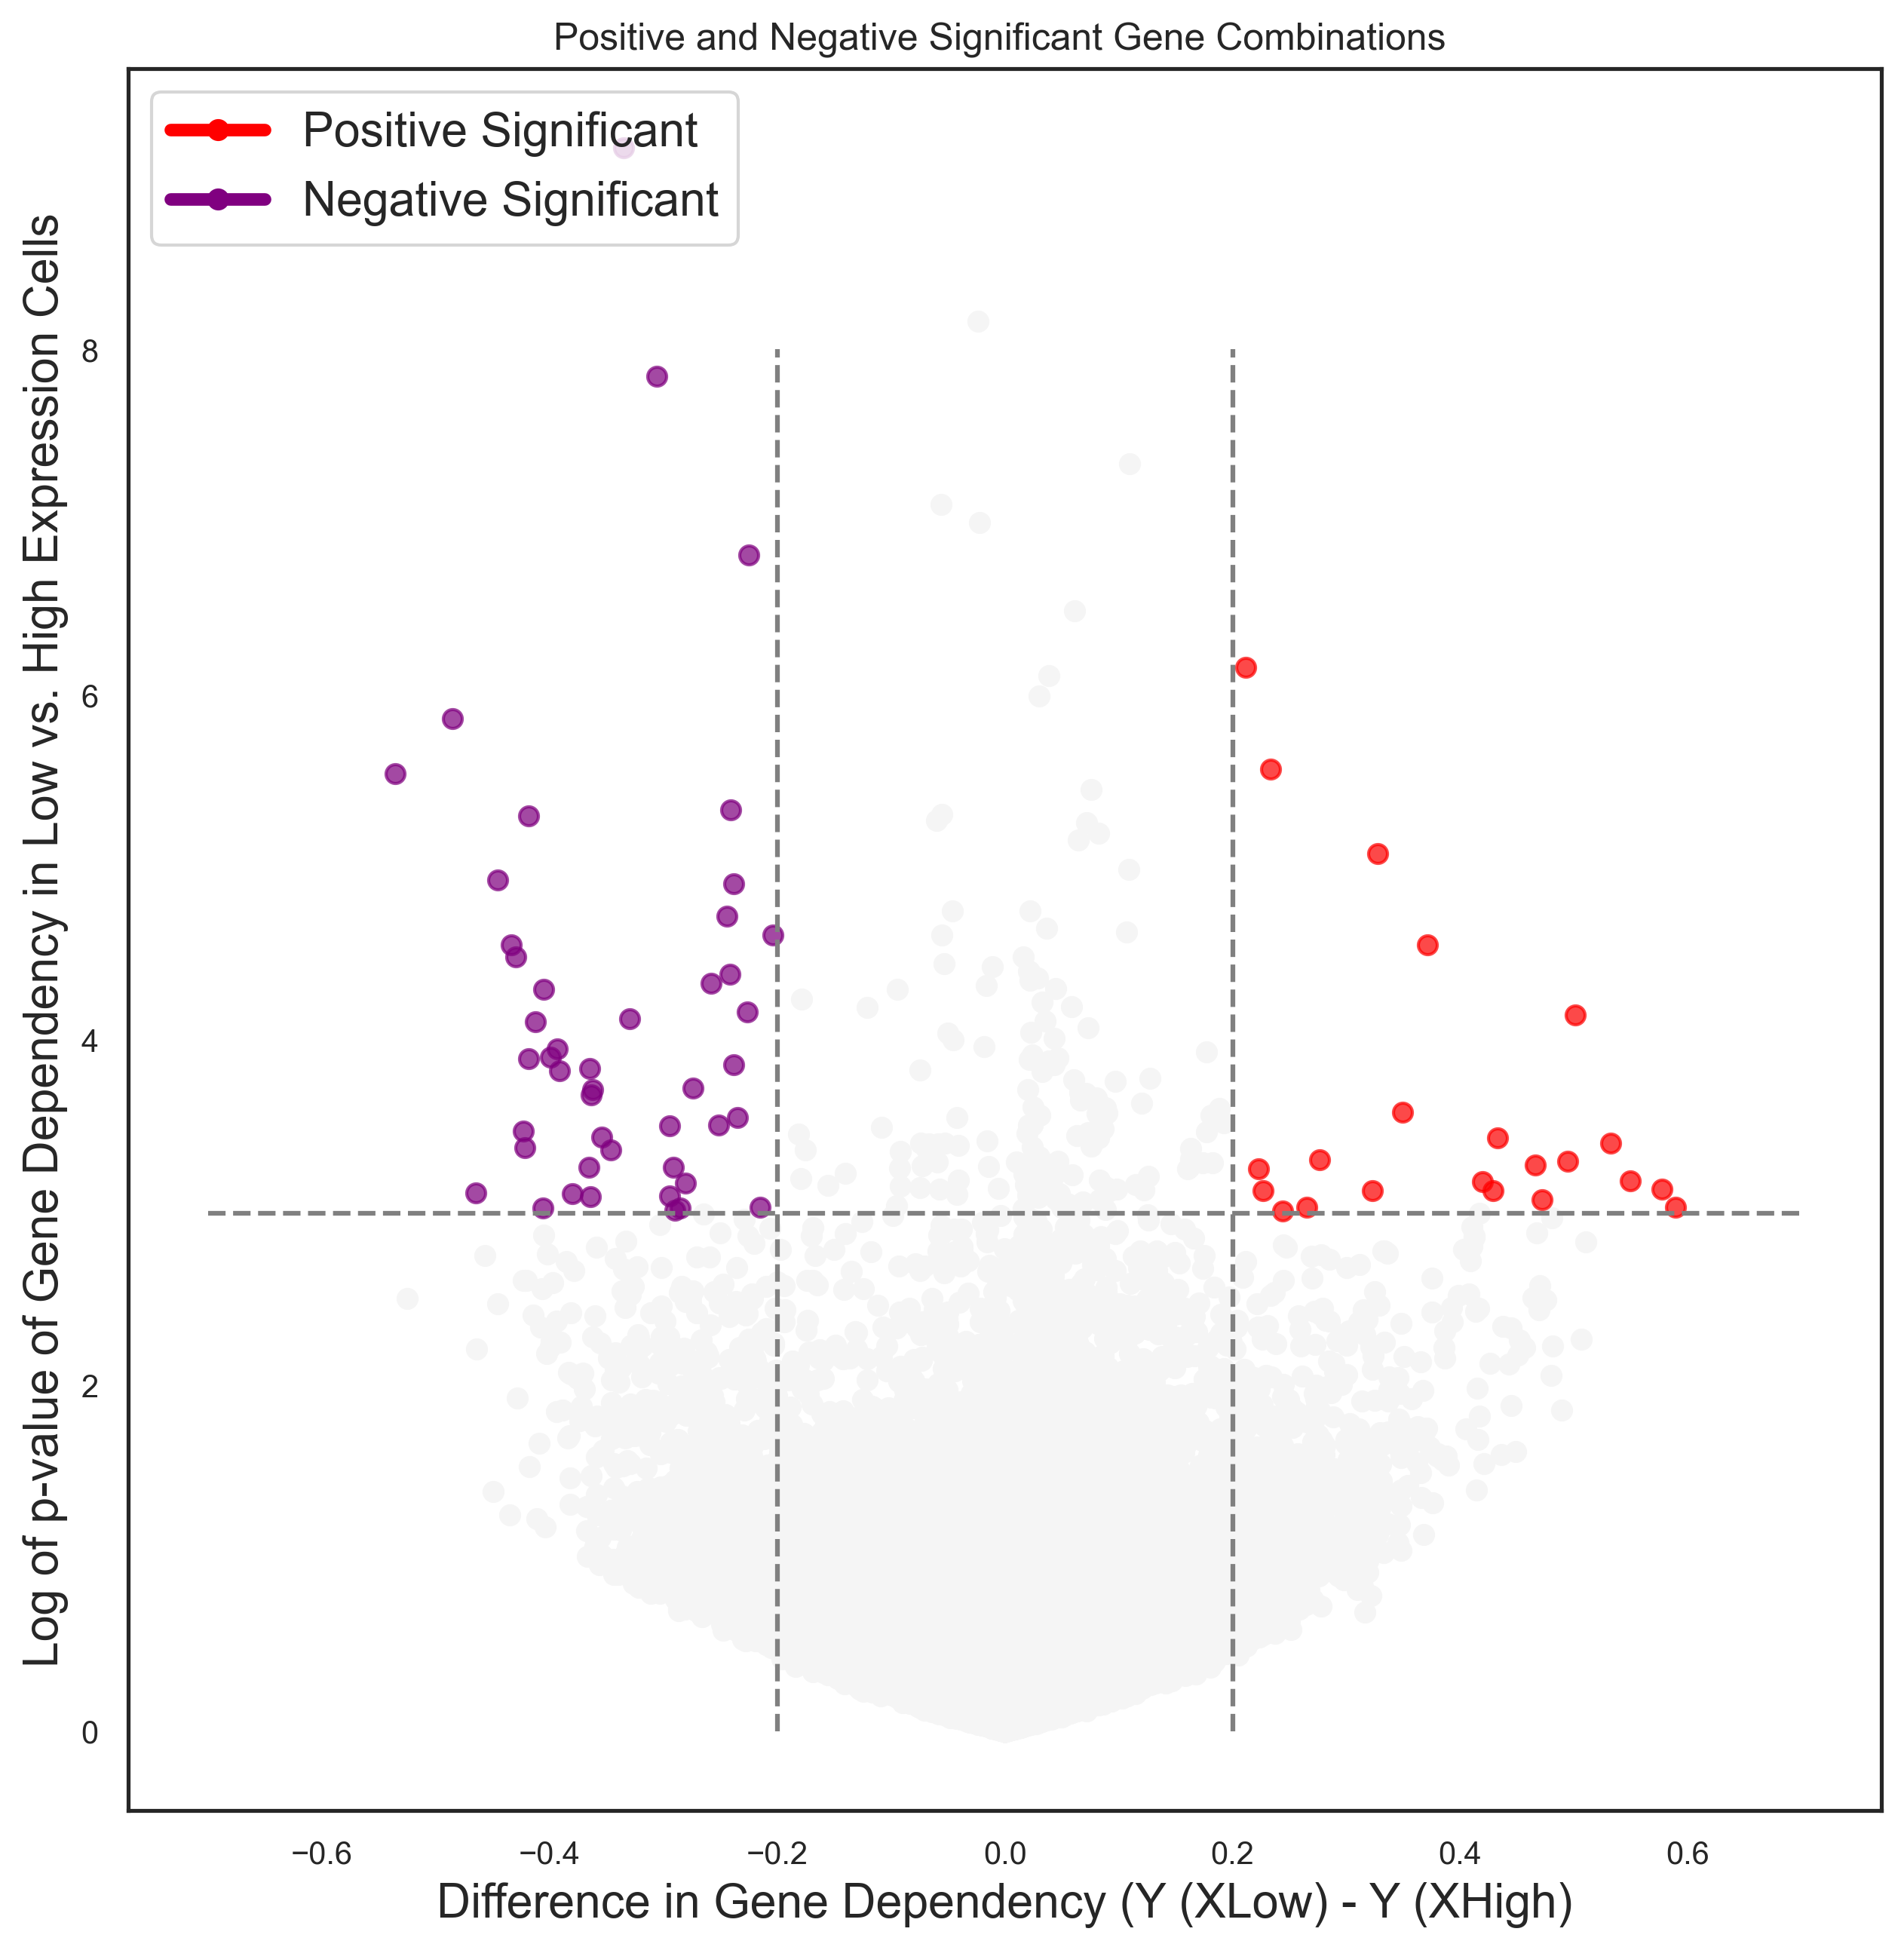 Positive and Negative Significant Gene Combinations
Positive Significant
Negative Significant
Log of p-value of Gene Dependency in Low vs. High Expression Cells
8
6
4
2
0
−0.6
−0.4
−0.2
0.0
0.2
0.4
0.6
Difference in Gene Dependency (Y (XLow) - Y (XHigh)